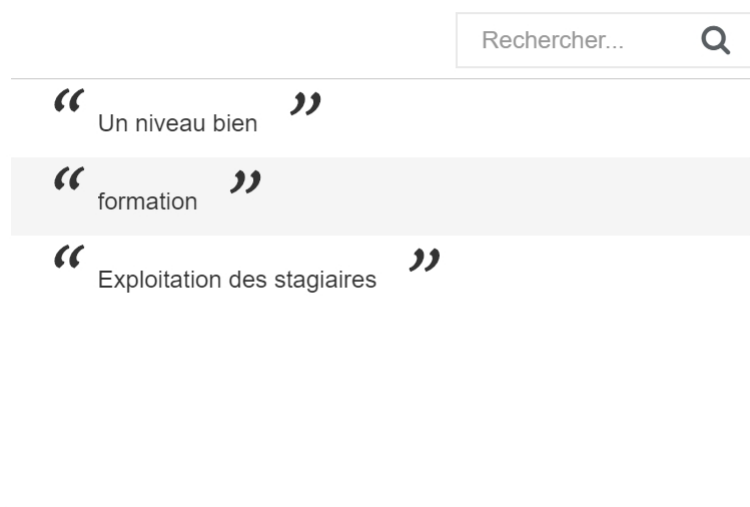 Rechercher...
“ Un niveau bien ”
“ formation ”
“ Exploitation des stagiaires ”